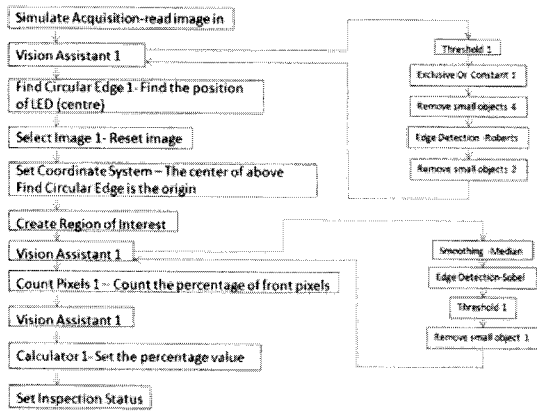 Simulate Acquisition-read image in
Vision Assistant 1
Find Circular Edge 1- Find the position
of LED (centre)
Select Image 1- Reset image
Set Coordinate System – The center of above
Find Circular Edge is the origin
Create Region of Interest
Vision Assistant 1
Count Pixels 1 – Count the percentage of front pixels
Vision Assistant 1
Calculator 1- Set the percentage value
Set Inspection Status
Threshold 1
Exclusive Or Constant 1
Remove small objects 4
Edge Detection -Roberts
Remove small objects 2
Smoothing -Median
Edge Detection-Sobel
Threshold 1
Remove small object 1